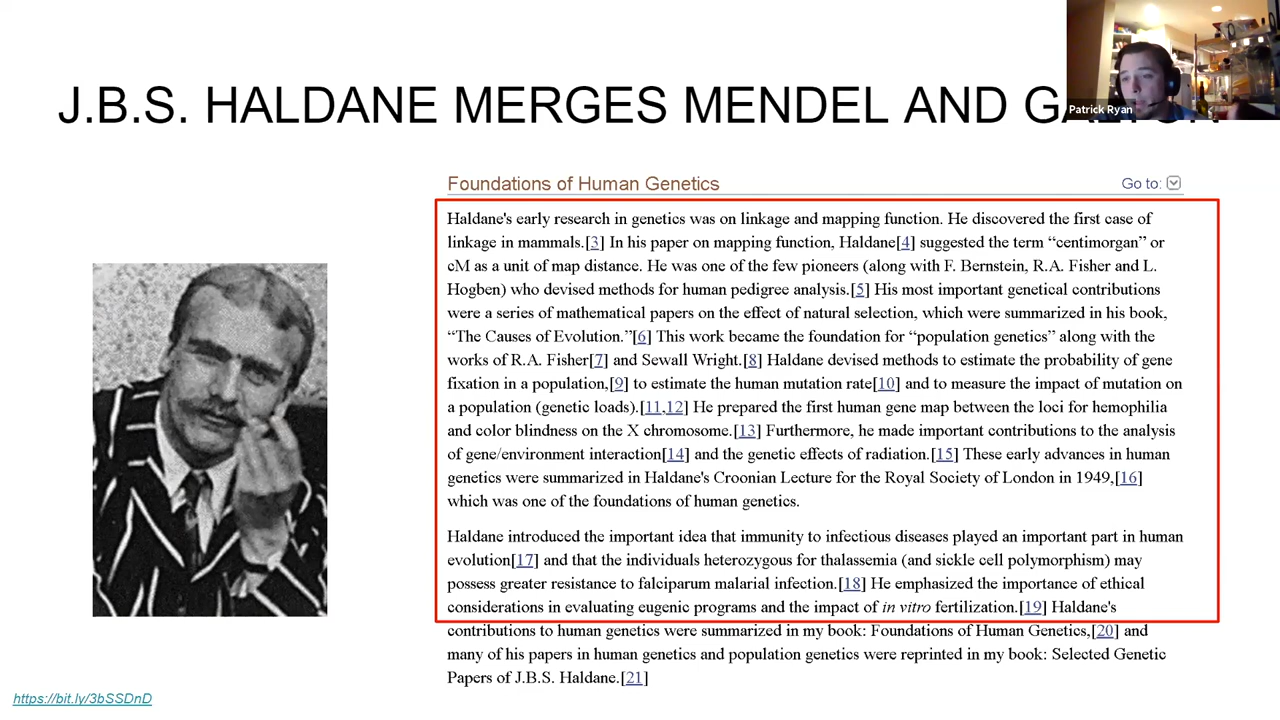 J.B.S. HALDANE MERGES MENDEL AND
Patrick Ryan
Foundations of Human Genetics
Go to:
Haldane's early research in genetics was on linkage and mapping function. He discovered the first case of
linkage in mammals.[3] In his paper on mapping function, Haldane[4] suggested the term “centimorgan” or
cM as a unit of map distance. He was one of the few pioneers (along with F. Bernstein, R.A. Fisher and L.
Hogben) who devised methods for human pedigree analysis.[5] His most important genetical contributions
were a series of mathematical papers on the effect of natural selection, which were summarized in his book,
“The Causes of Evolution.”[6] This work became the foundation for “population genetics” along with the
works of R.A. Fisher[7] and Sewall Wright.[8] Haldane devised methods to estimate the probability of gene
fixation in a population,[9] to estimate the human mutation rate[10] and to measure the impact of mutation on
a population (genetic loads).[11,12] He prepared the first human gene map between the loci for hemophilia
and color blindness on the X chromosome.[13] Furthermore, he made important contributions to the analysis
of gene/environment interaction[14] and the genetic effects of radiation.[15] These early advances in human
genetics were summarized in Haldane's Croonian Lecture for the Royal Society of London in 1949,[16]
which was one of the foundations of human genetics.
Haldane introduced the important idea that immunity to infectious diseases played an important part in human
evolution[17] and that the individuals heterozygous for thalassemia (and sickle cell polymorphism) may
possess greater resistance to falciparum malarial infection.[18] He emphasized the importance of ethical
considerations in evaluating eugenic programs and the impact of in vitro fertilization.[19] Haldane's
contributions to human genetics were summarized in my book: Foundations of Human Genetics,[20] and
many of his papers in human genetics and population genetics were reprinted in my book: Selected Genetic
Papers of J.B.S. Haldane.[21]
https://bit.ly/3bSSDnD